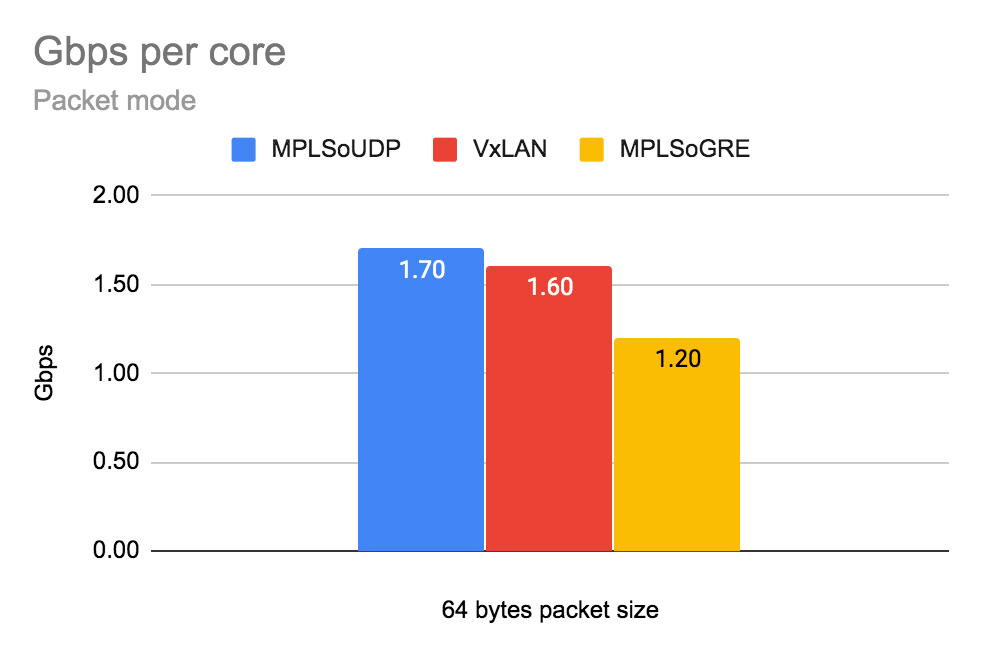 Gbps per core
Packet mode
MPLSoUDP VxLAN MPLSoGRE
2.00
1.50
1.00
0.50
0.00
Gbps
1.70
1.60
1.20
64 bytes packet size